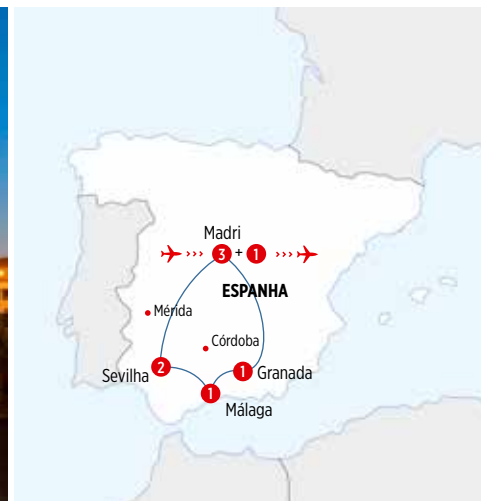 Madri
3 + 1
ESPANHA
Mérida
Córdoba
Sevilha
2
1
Granada
1
Málaga